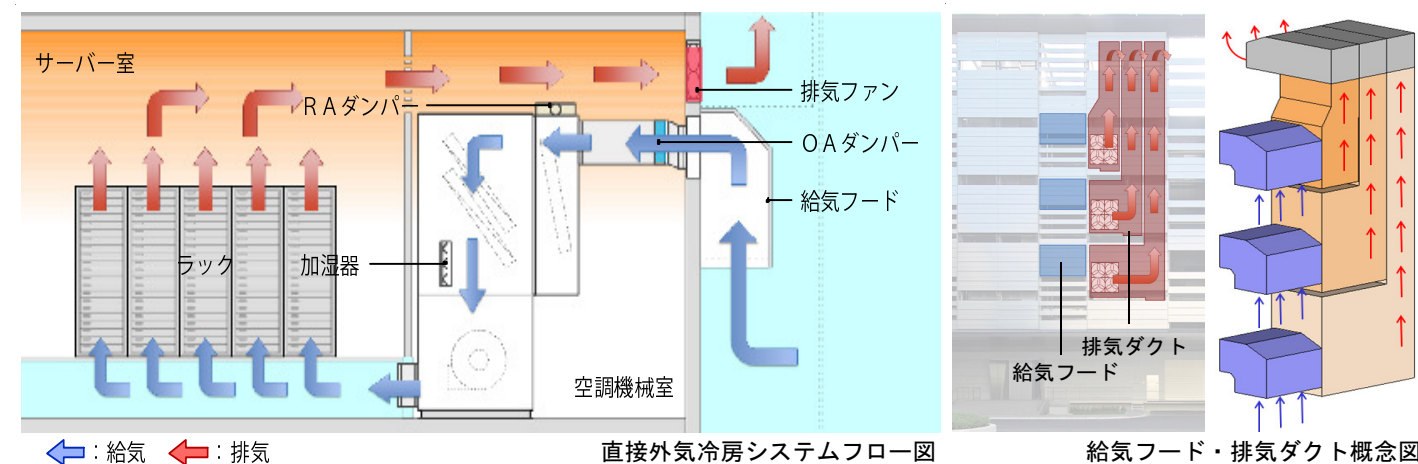 サーバー室
RAダンパー
排気ファン
OAダンパー
給気フード
ラック
加湿器
空調機械室
:給気
:排気
直接外気冷房システムフロー図
排気ダクト
給気フード
給気フード・排気ダクト概念図